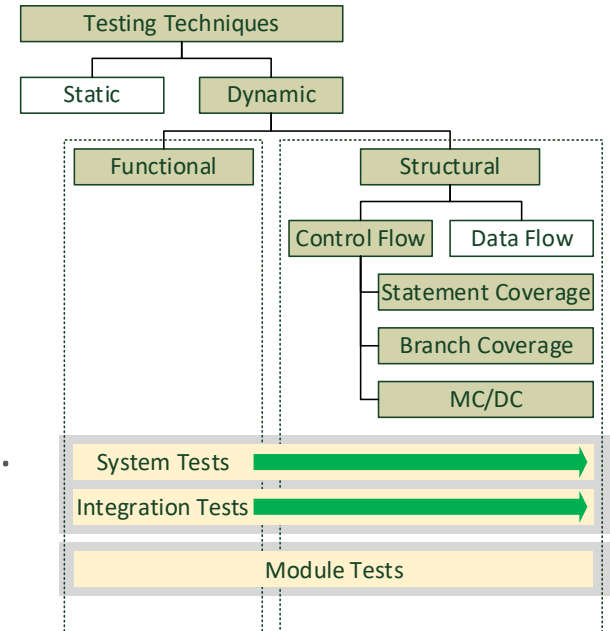 Testing Techniques
Static
Dynamic
Functional
Structural
Control Flow
Data Flow
Statement Coverage
Branch Coverage
MC/DC
System Tests
Integration Tests
Module Tests